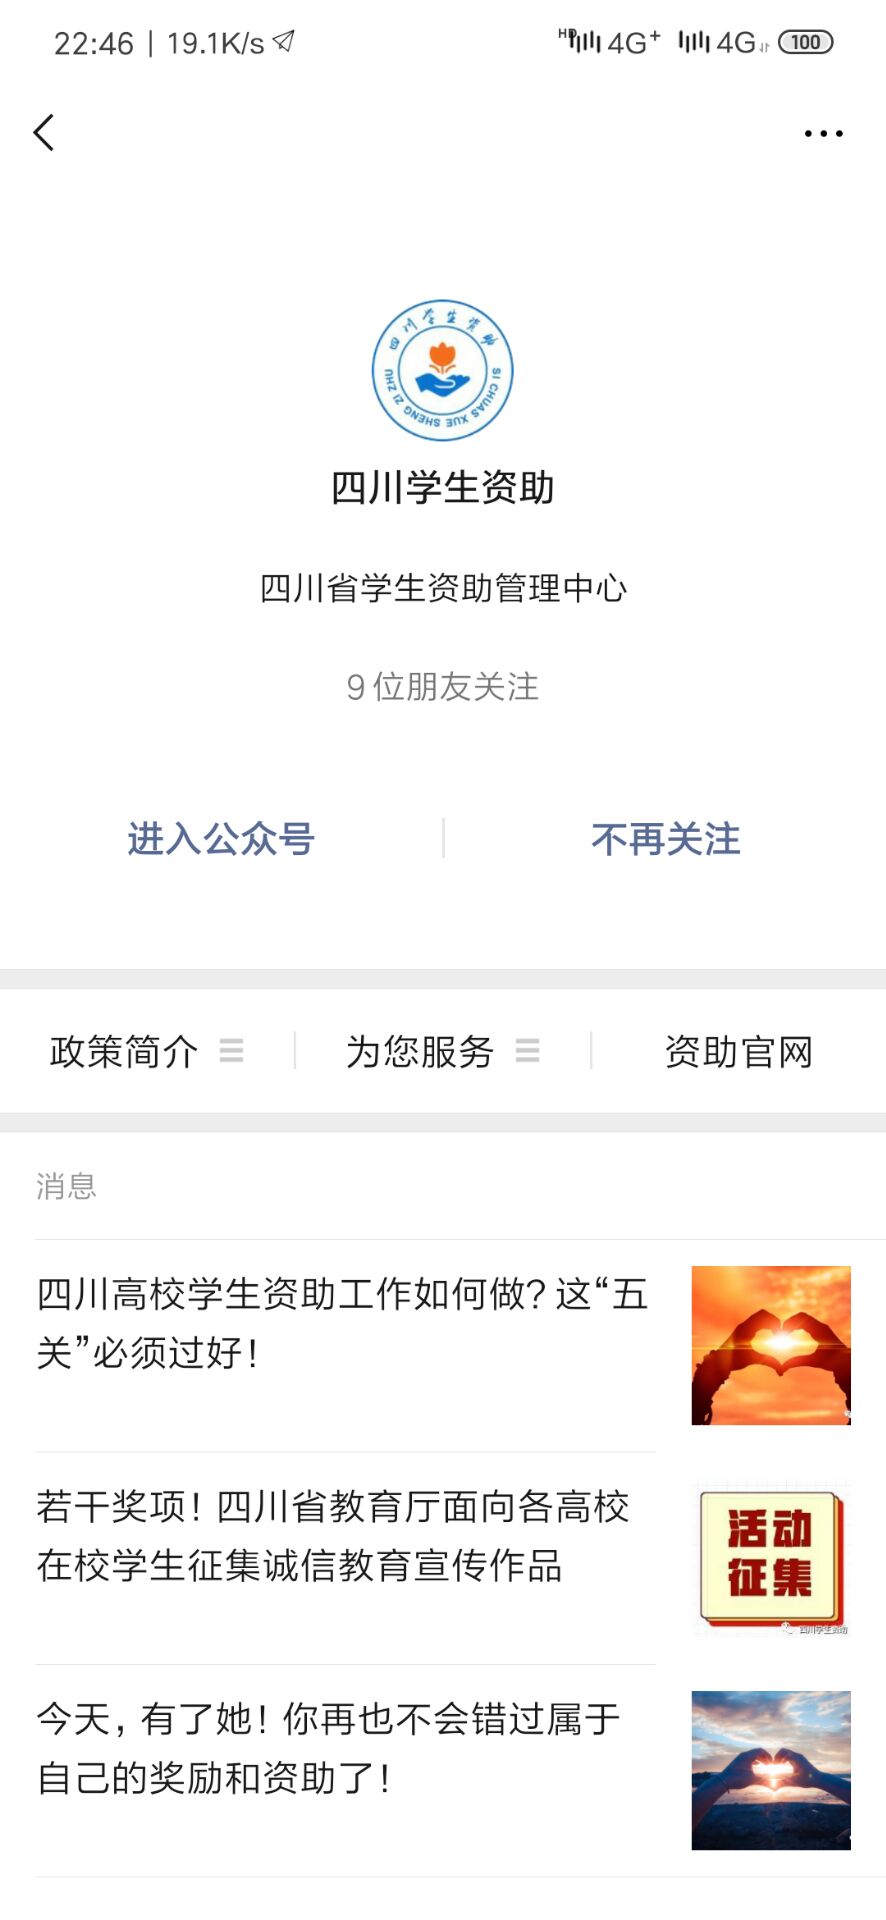 22:46 | 19.1K/s
HD 4G+ 4G 100
四川学生资助
SI CHUAS XUE SHENG ZI ZHU
四川学生资助
四川省学生资助管理中心
9位朋友关注
进入公众号
不再关注
政策简介
为您服务
资助官网
消息
四川高校学生资助工作如何做？这“五
关”必须过好！
若干奖项！四川省教育厅面向各高校
在校学生征集诚信教育宣传作品
活动
征集
四川学生资助
今天，有了她！你再也不会错过属于
自己的奖励和资助了！